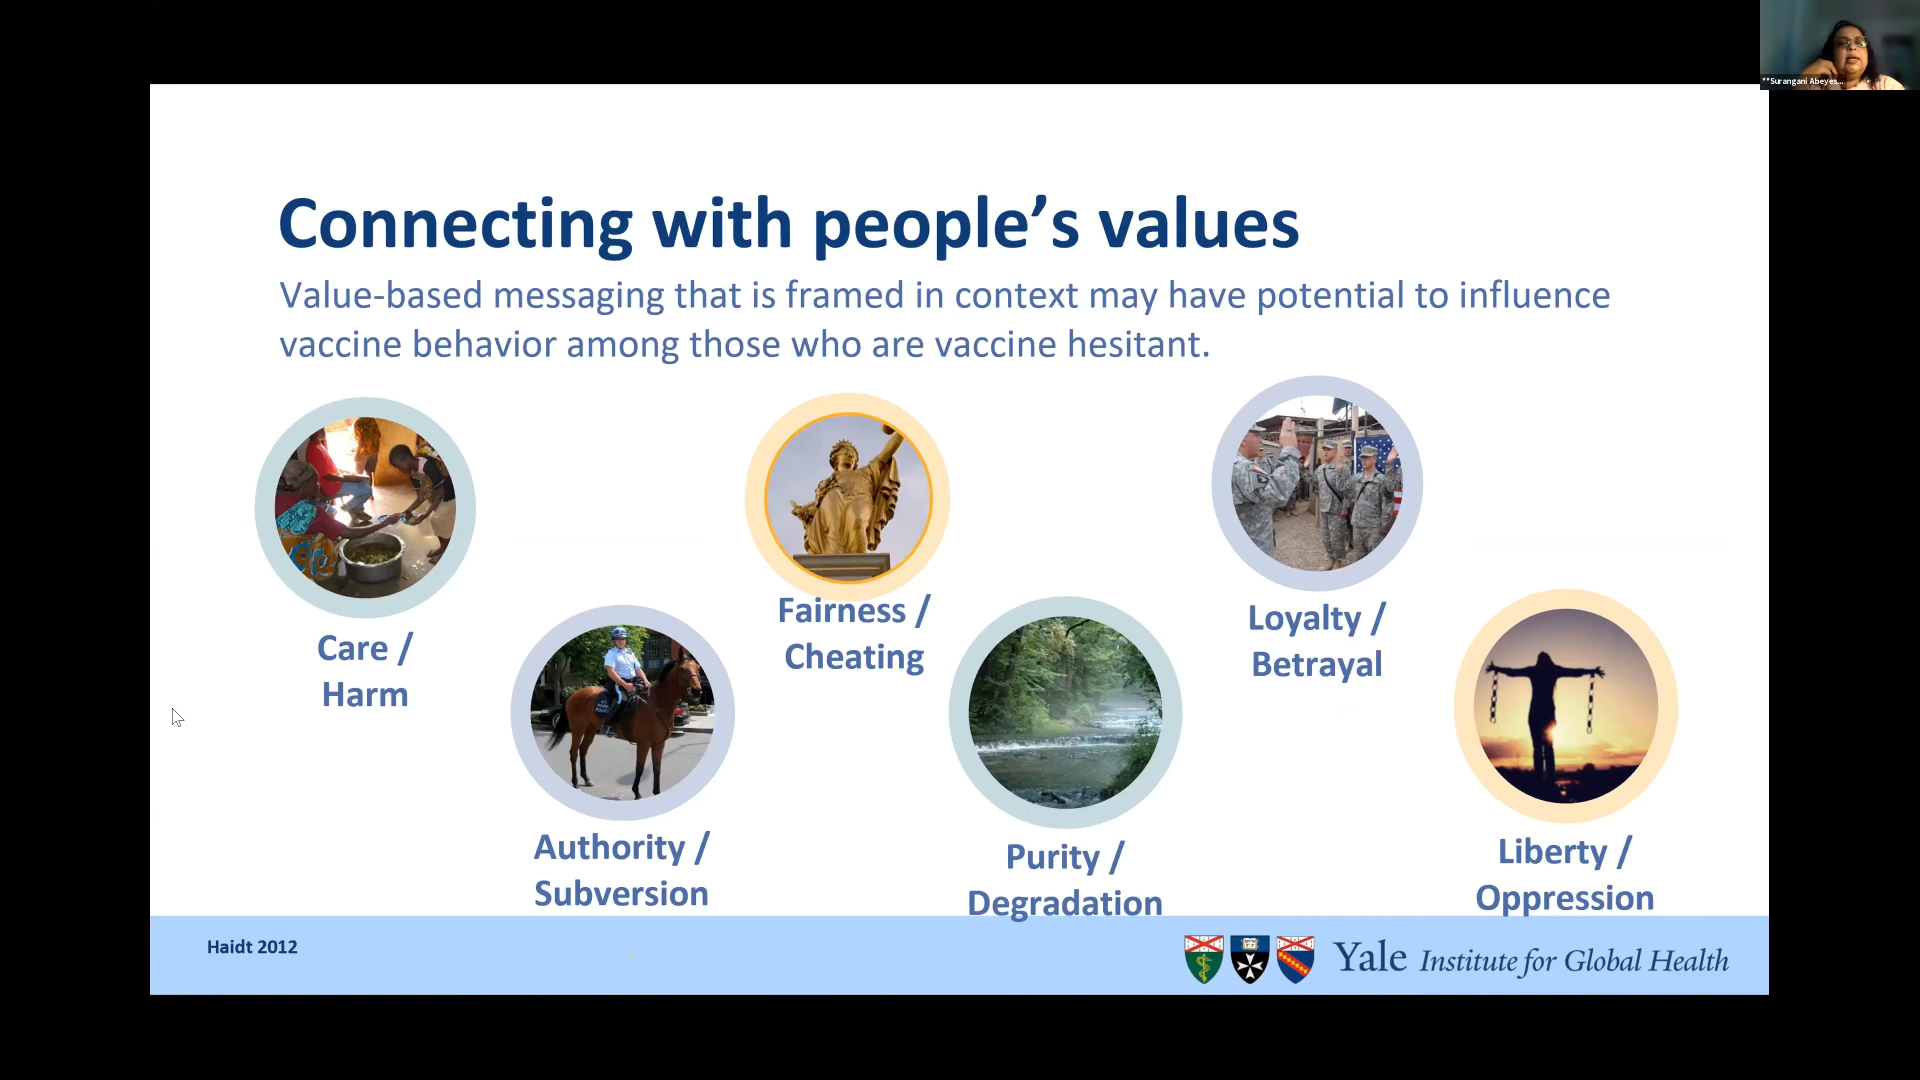 **Surangani Abeyes...
Connecting with people’s values
Value-based messaging that is framed in context may have potential to influence
vaccine behavior among those who are vaccine hesitant.
Care /
Harm
Authority /
Subversion
Fairness /
Cheating
Purity /
Degradation
Loyalty /
Betrayal
Liberty /
Oppression
Haidt 2012
Yale Institute for Global Health